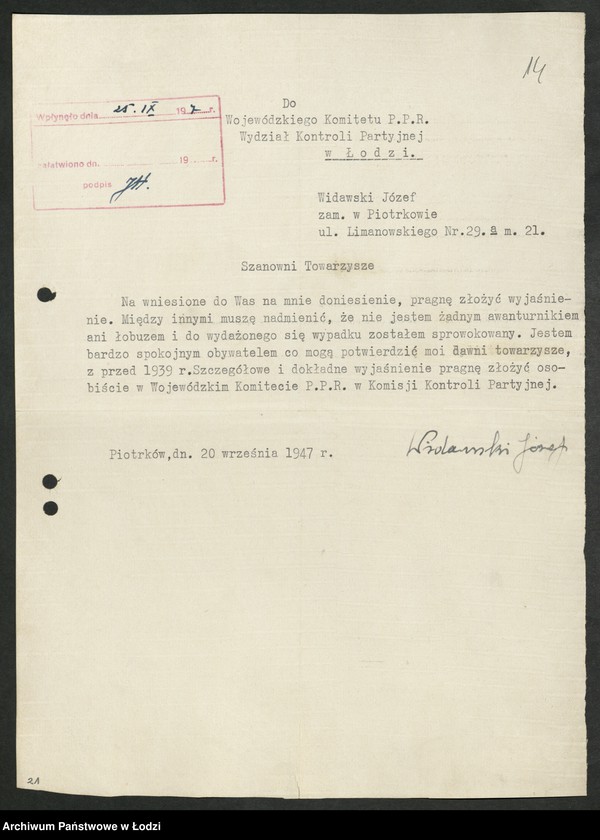 14
Wpłynęło dnia 25. IX 1947 r.
załatwiono dn. 19 r.
podpis
Do
Wojewódzkiego Komitetu P.P.R.
Wydział Kontroli Partyjnej
w Łodzi.
Widawski Józef
zam. w Piotrkowie
ul. Limanowskiego Nr.29.a m. 21.
Szanowni Towarzysze
Na wniesione do Was na mnie doniesienie, pragnę złożyć wyjaśnie-
nie. Między innymi muszę nadmienić, że nie jestem żadnym awanturnikiem
ani łobuzem i do wydażonego się wypadku zostałem sprowokowany. Jestem
bardzo spokojnym obywatelem co mogą potwierdzić moi dawni towarzysze,
z przed 1939 r.Szczegółowe i dokładne wyjaśnienie pragnę złożyć oso-
biście w Wojewódzkim Komitecie P.P.R. w Komisji Kontroli Partyjnej.
Piotrków,dn. 20 września 1947 r.
Widawski Józef
21
Archiwum Państwowe w Łodzi